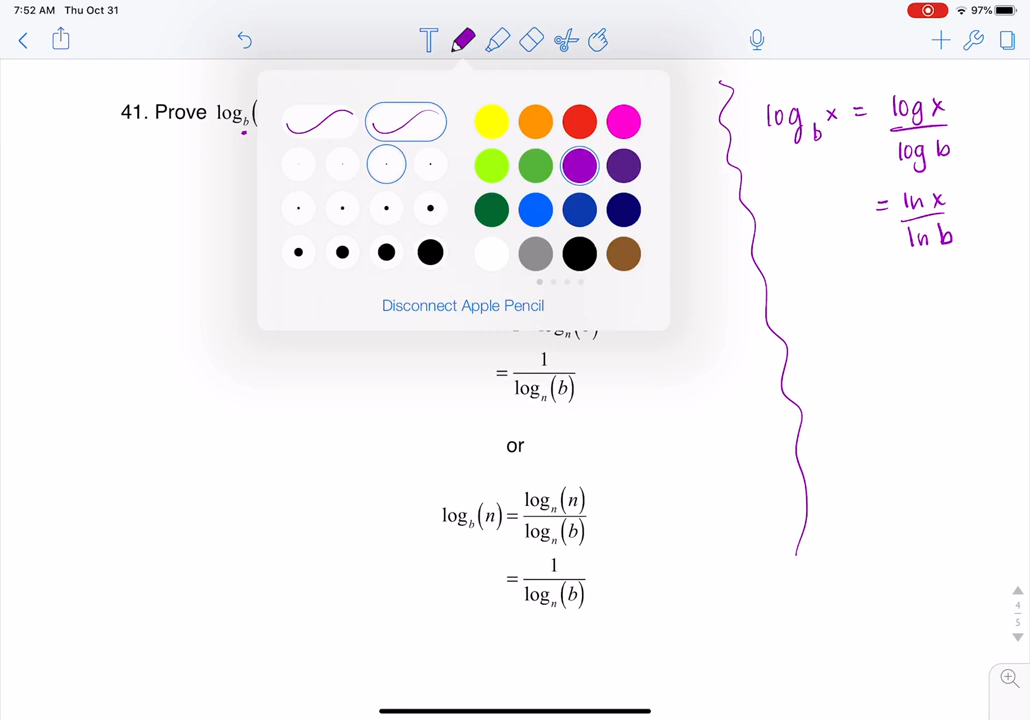 7:52 AM Thu Oct 31
97%
T
41. Prove log_b(
Disconnect Apple Pencil
= 1 / log_n(b)
or
log_b(n) = log_n(n) / log_n(b)
= 1 / log_n(b)
log_b x = log x / log b
= ln x / ln b
4
5